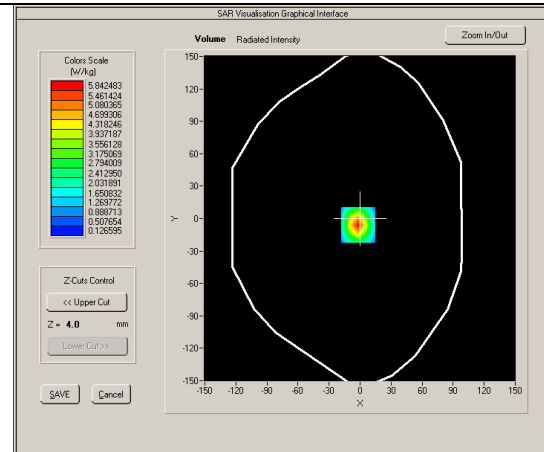 SAR Visualisation Graphical Interface
Volume Radiated Intensity
Zoom In/Out
Colors Scale
(W/kg)
5.842483
5.461424
5.080365
4.699306
4.318246
3.937187
3.556128
3.175069
2.794009
2.412950
2.031891
1.650832
1.269772
0.888713
0.507654
0.126595
Z-Cuts Control
<< Upper Cut
Z = 4.0 mm
Lower Cut >>
SAVE
Cancel
150
120
90
60
30
0
-30
-60
-90
-120
-150
Y
-150 -120 -90 -60 -30 0 30 60 90 120 150
X